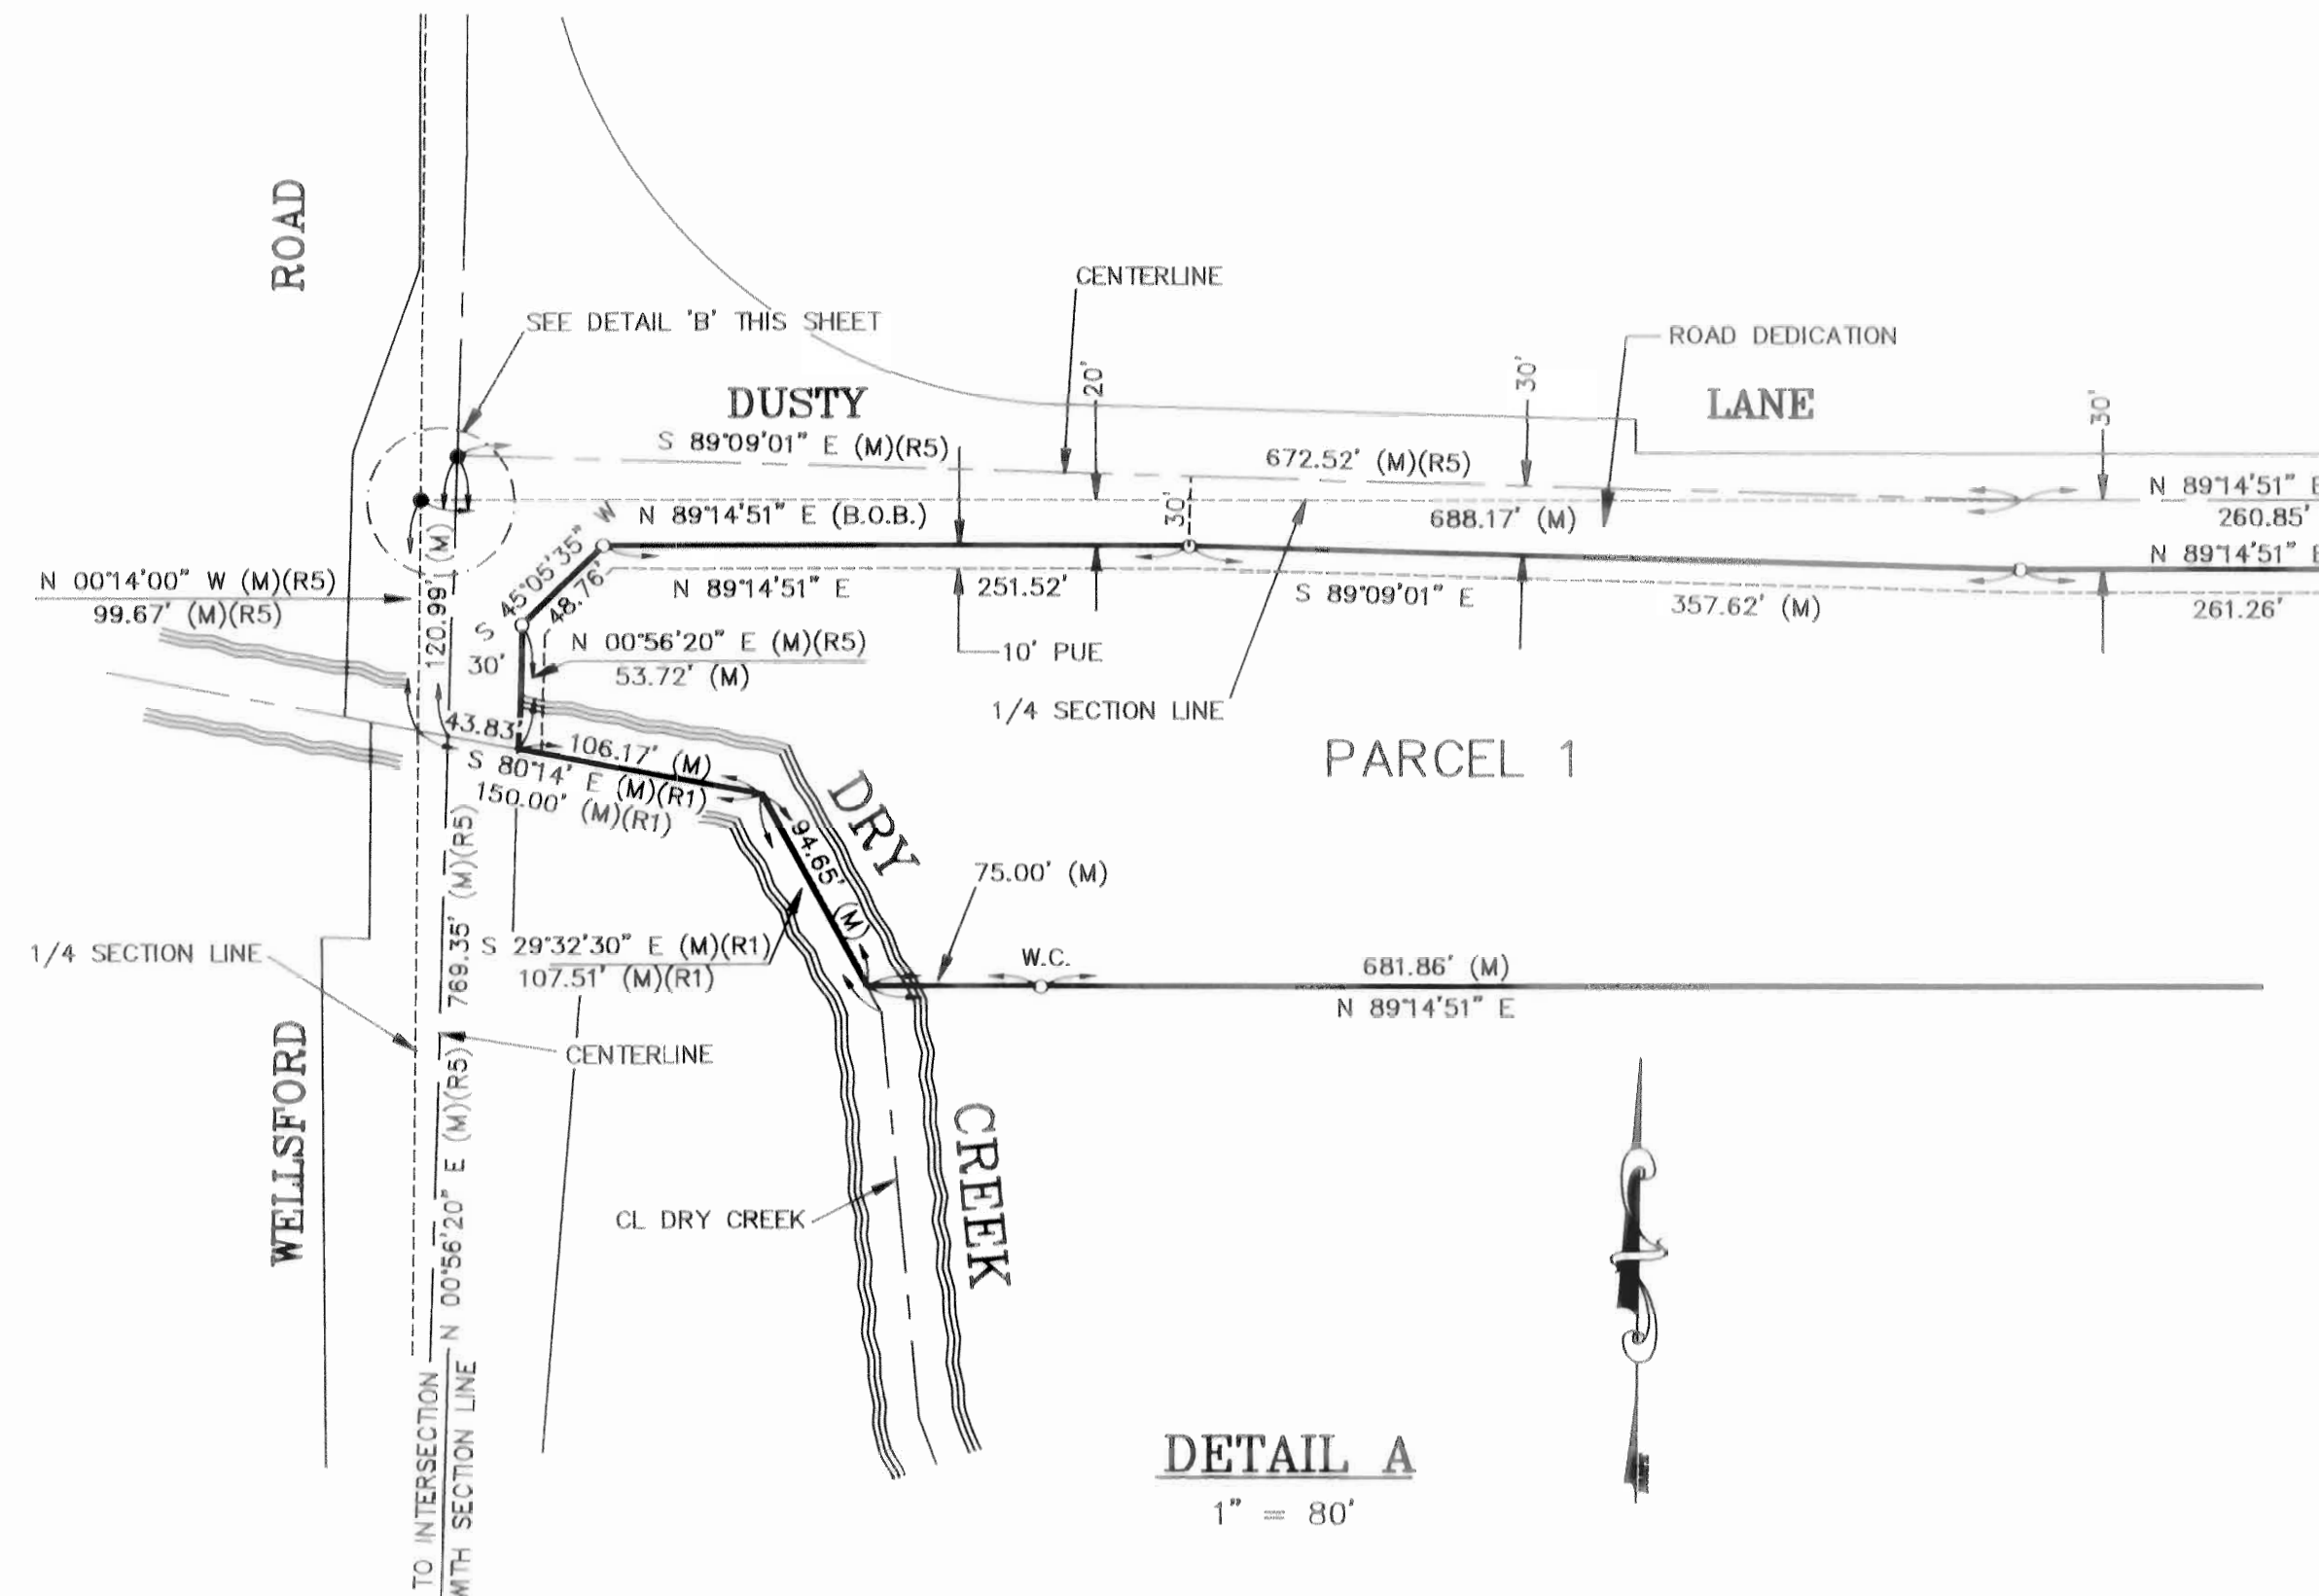 ROAD
SEE DETAIL 'B' THIS SHEET
CENTERLINE
ROAD DEDICATION
DUSTY
LANE
20'
30'
30'
S 89°09'01" E (M)(R5)
672.52' (M)(R5)
N 89°14'51" E
260.85'
N 89°14'51" E (B.O.B.)
30'
688.17' (M)
N 89°14'51" E
261.26'
S 45°05'35" W
48.76'
N 89°14'51" E
251.52'
S 89°09'01" E
357.62' (M)
N 00°14'00" W (M)(R5)
99.67' (M)(R5)
120.99' (M)
30'
N 00°56'20" E (M)(R5)
53.72' (M)
10' PUE
1/4 SECTION LINE
PARCEL 1
43.83'
106.17' (M)
S 80°14' E (M)(R1)
150.00' (M)(R1)
DRY
94.65' (M)
75.00' (M)
S 29°32'30" E (M)(R1)
107.51' (M)(R1)
1/4 SECTION LINE
W.C.
681.86' (M)
N 89°14'51" E
769.35' (M)(R5)
CENTERLINE
WELLSFORD
N 00°56'20" E (M)(R5)
CREEK
CL DRY CREEK
TO INTERSECTION
WITH SECTION LINE
DETAIL A
1" = 80'